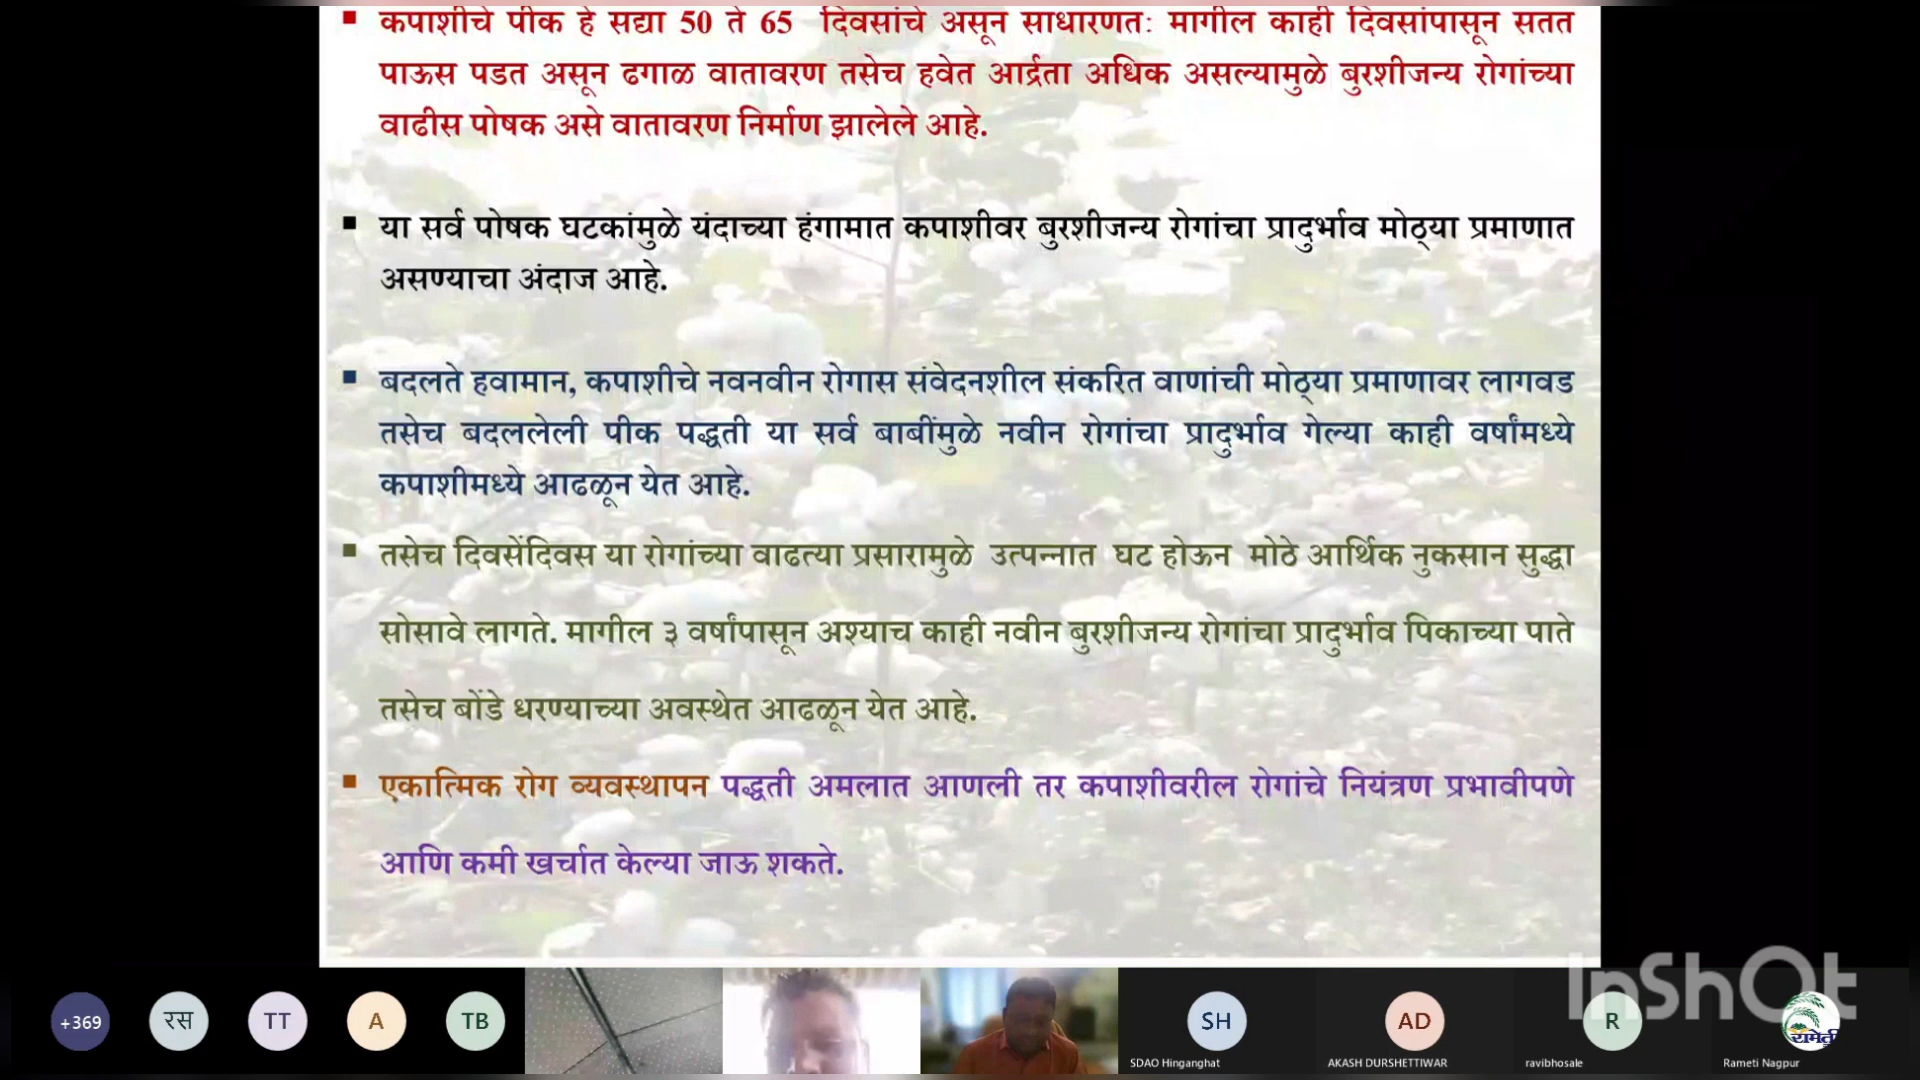 ▪ कपाशीचे पीक हे सद्या 50 ते 65 दिवसांचे असून साधारणतः मागील काही दिवसांपासून सतत
पाऊस पडत असून ढगाळ वातावरण तसेच हवेत आर्द्रता अधिक असल्यामुळे बुरशीजन्य रोगांच्या
वाढीस पोषक असे वातावरण निर्माण झालेले आहे.
▪ या सर्व पोषक घटकांमुळे यंदाच्या हंगामात कपाशीवर बुरशीजन्य रोगांचा प्रादुर्भाव मोठ्या प्रमाणात
असण्याचा अंदाज आहे.
▪ बदलते हवामान, कपाशीचे नवनवीन रोगास संवेदनशील संकरित वाणांची मोठ्या प्रमाणावर लागवड
तसेच बदललेली पीक पद्धती या सर्व बाबींमुळे नवीन रोगांचा प्रादुर्भाव गेल्या काही वर्षांमध्ये
कपाशीमध्ये आढळून येत आहे.
▪ तसेच दिवसेंदिवस या रोगांच्या वाढत्या प्रसारामुळे उत्पन्नात घट होऊन मोठे आर्थिक नुकसान सुद्धा
सोसावे लागते. मागील ३ वर्षांपासून अश्याच काही नवीन बुरशीजन्य रोगांचा प्रादुर्भाव पिकाच्या पाते
तसेच बोंडे धरण्याच्या अवस्थेत आढळून येत आहे.
▪ एकात्मिक रोग व्यवस्थापन पद्धती अमलात आणली तर कपाशीवरील रोगांचे नियंत्रण प्रभावीपणे
आणि कमी खर्चात केल्या जाऊ शकते.
InShOt
+369 रस TT A TB SH AD R रामेती
SDAO Hinganghat AKASH DURSHETTIWAR ravibhosale Rameti Nagpur